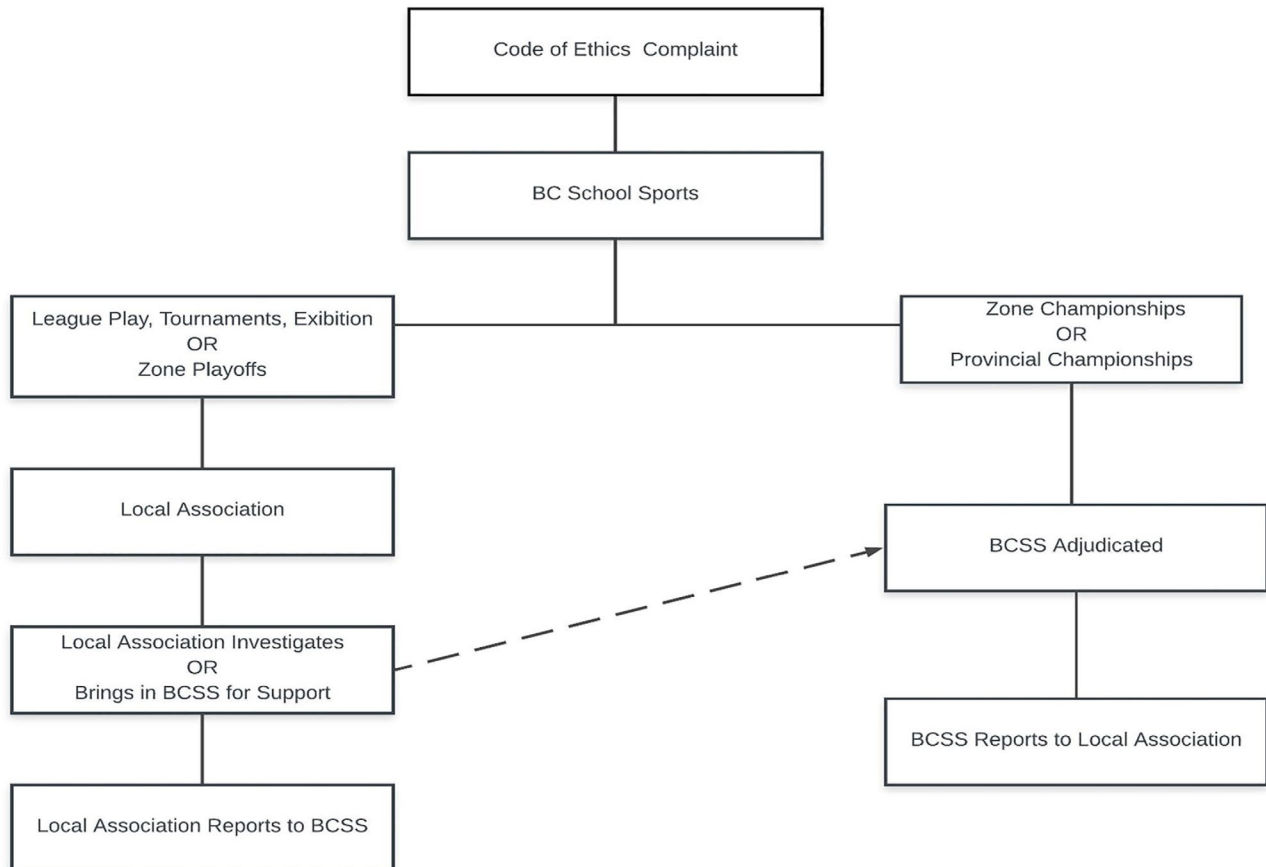 Code of Ethics Complaint
BC School Sports
League Play, Tournaments, Exibition
OR
Zone Playoffs
Zone Championships
OR
Provincial Championships
Local Association
BCSS Adjudicated
Local Association Investigates
OR
Brings in BCSS for Support
BCSS Reports to Local Association
Local Association Reports to BCSS